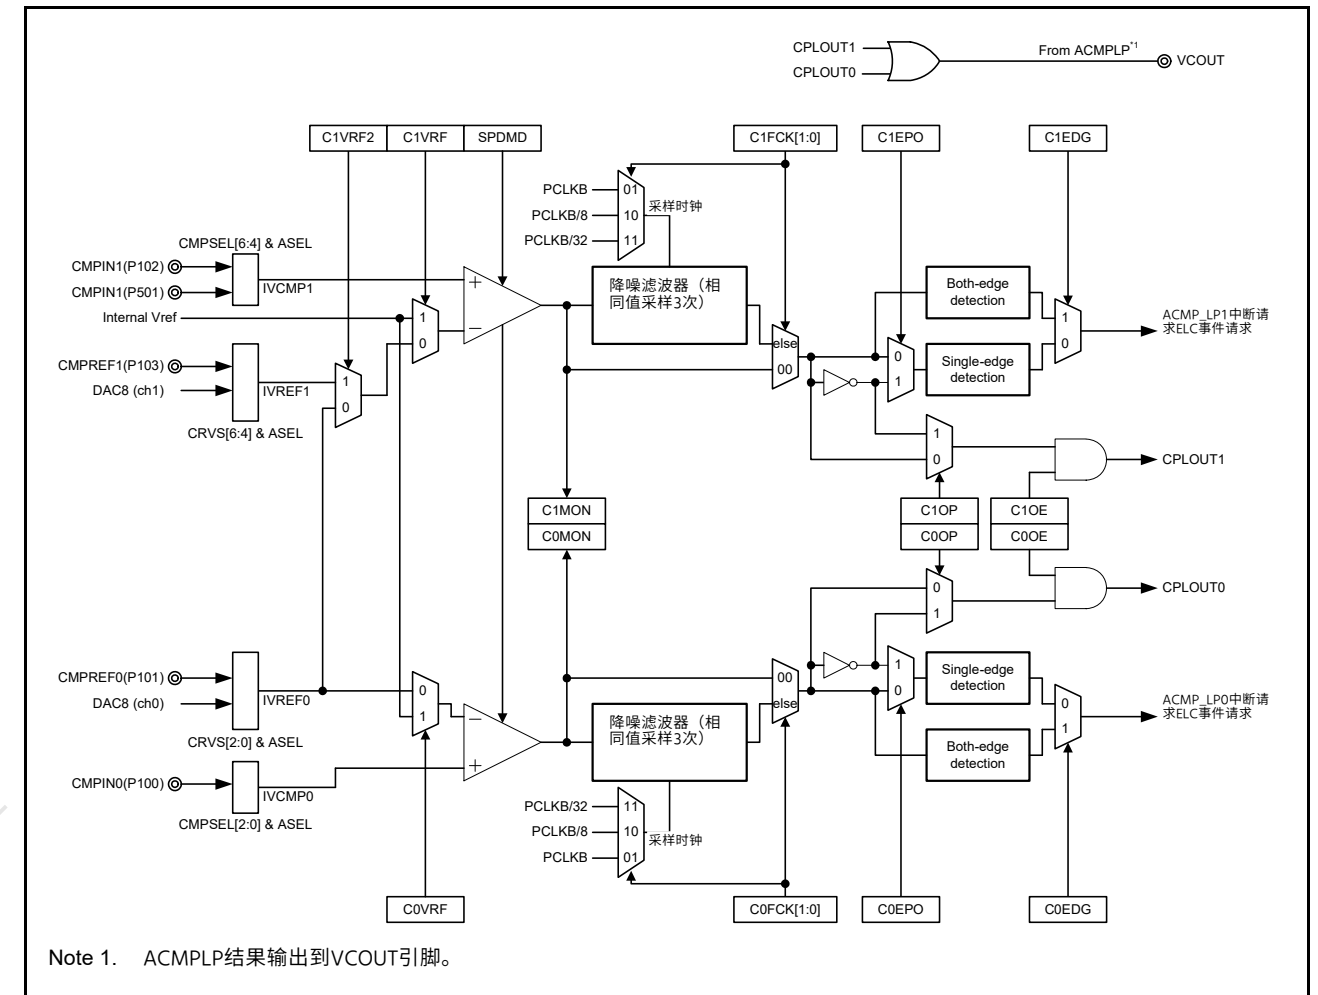 CPLOUT1
CPLOUT0
From ACMPLP*1
VCOUT
C1VRF2
C1VRF
SPDMD
C1FCK[1:0]
C1EPO
C1EDG
PCLKB
01
采样时钟
PCLKB/8
10
PCLKB/32
11
CMPSEL[6:4] & ASEL
CMPIN1(P102)
CMPIN1(P501)
IVCMP1
+
−
Internal Vref
1
0
降噪滤波器（相
同值采样3次）
Both-edge
detection
1
0
ACMP_LP1中断请
求ELC事件请求
else
00
0
1
Single-edge
detection
CMPREF1(P103)
DAC8 (ch1)
IVREF1
1
0
CRVS[6:4] & ASEL
1
0
CPLOUT1
C1MON
C0MON
C1OP
C0OP
C1OE
C0OE
0
1
CPLOUT0
CMPREF0(P101)
DAC8 (ch0)
IVREF0
0
1
CRVS[2:0] & ASEL
−
+
00
else
1
0
Single-edge
detection
0
1
ACMP_LP0中断请
求ELC事件请求
降噪滤波器（相
同值采样3次）
Both-edge
detection
CMPIN0(P100)
IVCMP0
CMPSEL[2:0] & ASEL
PCLKB/32
11
PCLKB/8
10
采样时钟
PCLKB
01
C0VRF
C0FCK[1:0]
C0EPO
C0EDG
Note 1. ACMPLP结果输出到VCOUT引脚。